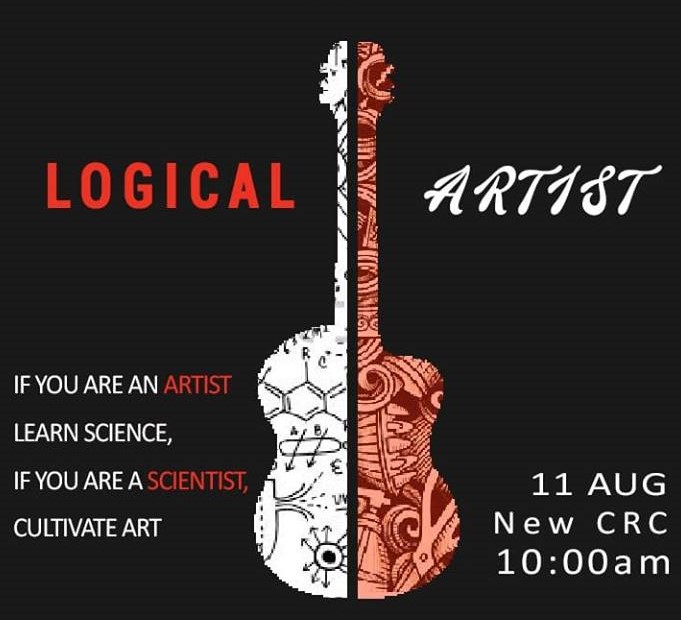 LOGICAL
ARTIST
IF YOU ARE AN ARTIST
LEARN SCIENCE,
IF YOU ARE A SCIENTIST,
CULTIVATE ART
11 AUG
New CRC
10:00am
R C
A B
ε
UV